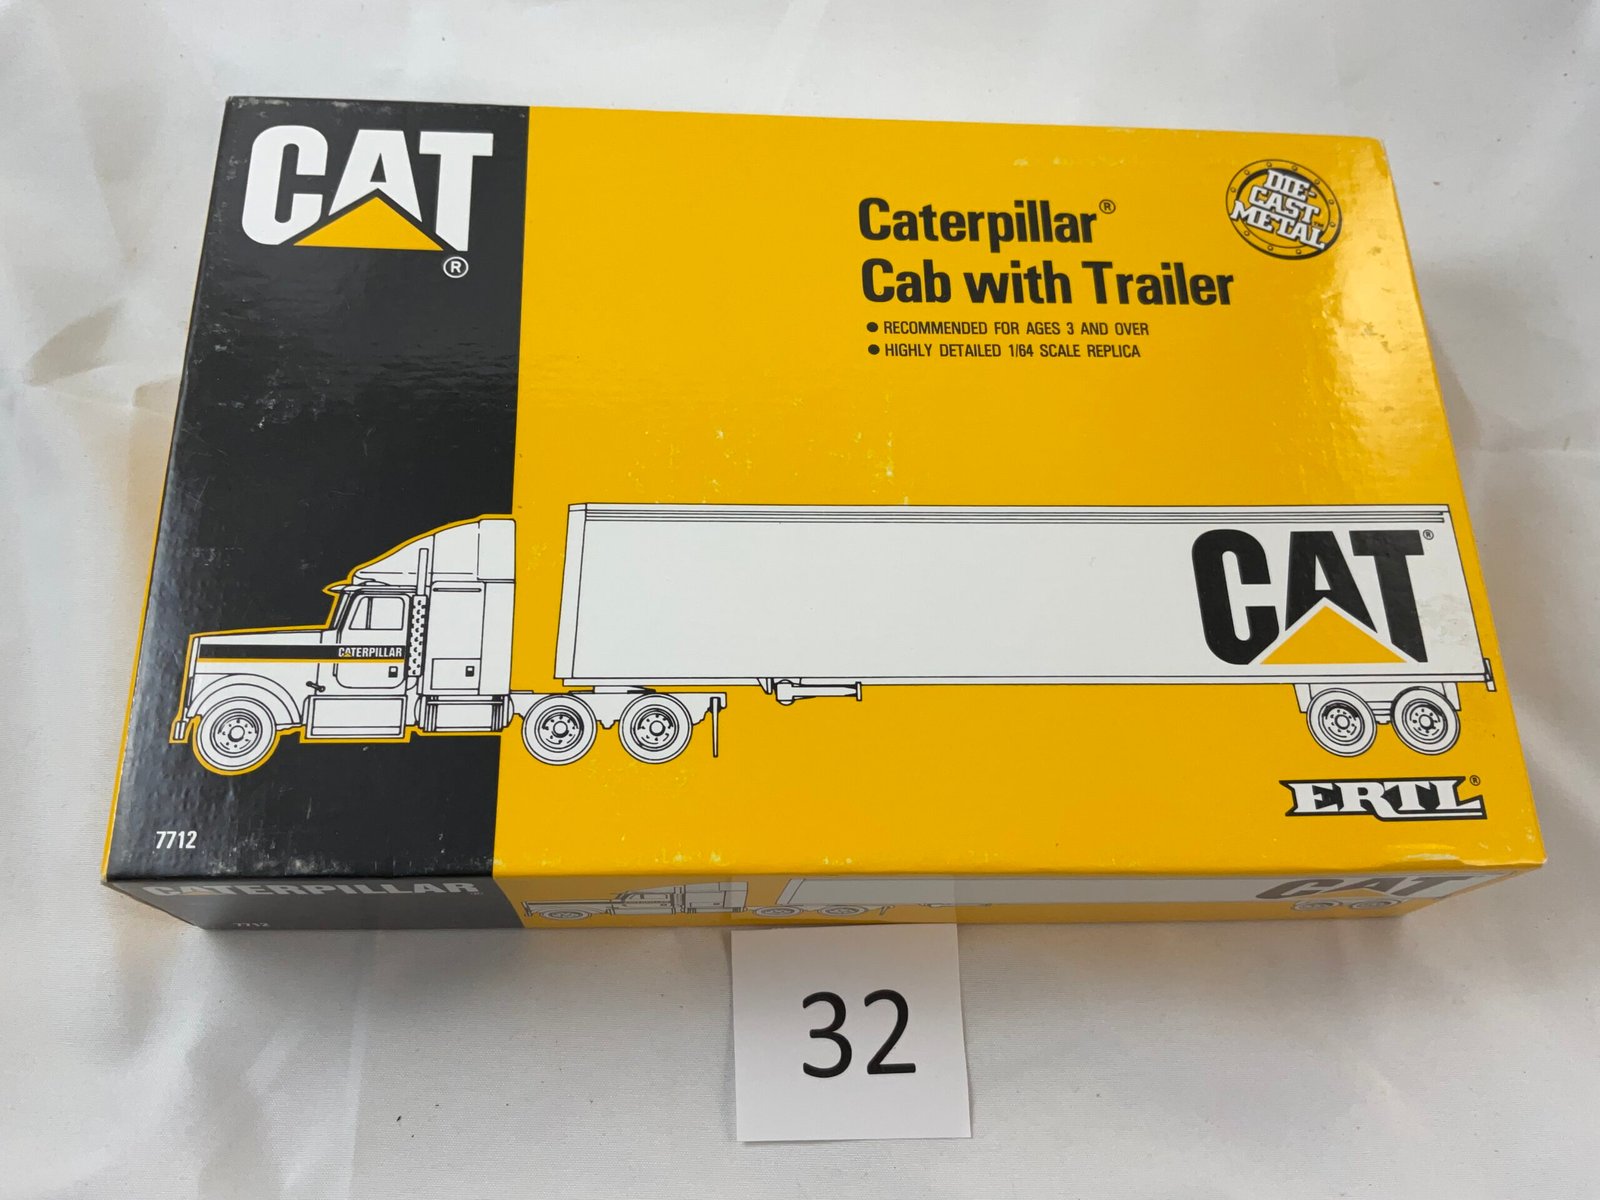 CAT®
Caterpillar®
Cab with Trailer
● RECOMMENDED FOR AGES 3 AND OVER
● HIGHLY DETAILED 1/64 SCALE REPLICA
DIE-
CAST
METAL™
CAT®
CATERPILLAR
ERTL®
7712
CATERPILLAR
CAT
7712
32